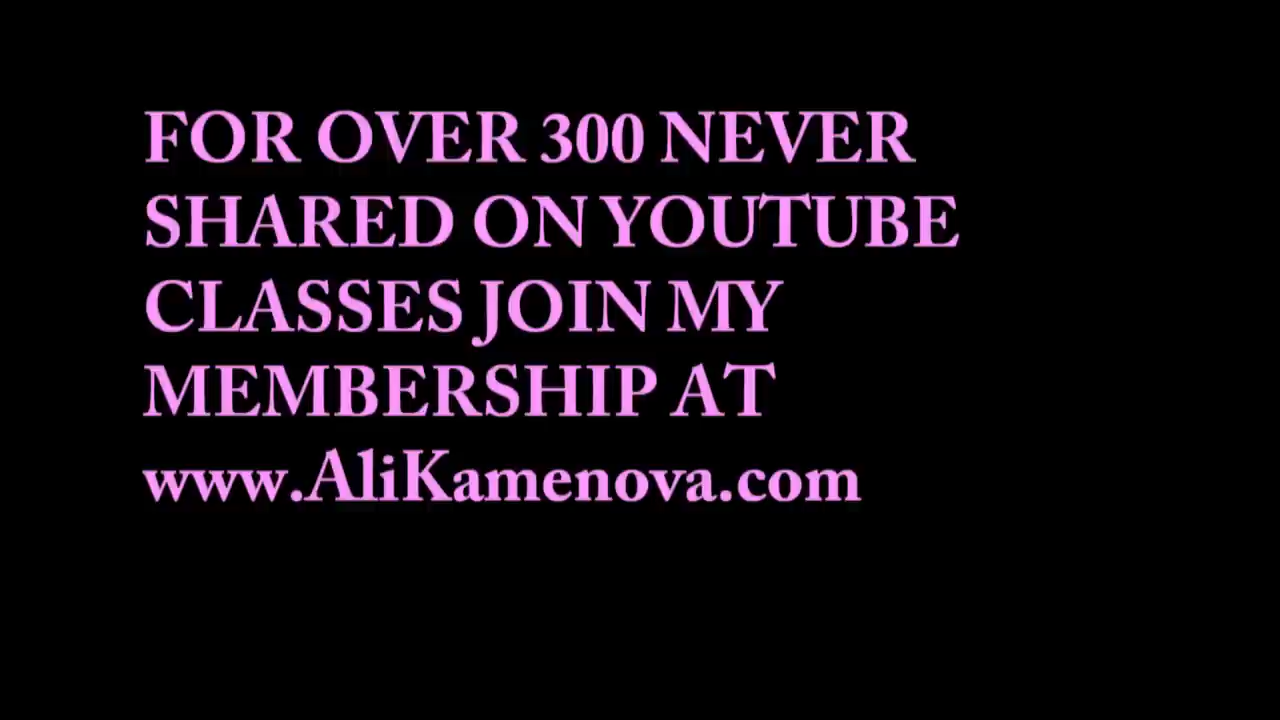 FOR OVER 300 NEVER
SHARED ON YOUTUBE
CLASSES JOIN MY
MEMBERSHIP AT
www.AliKamenova.com